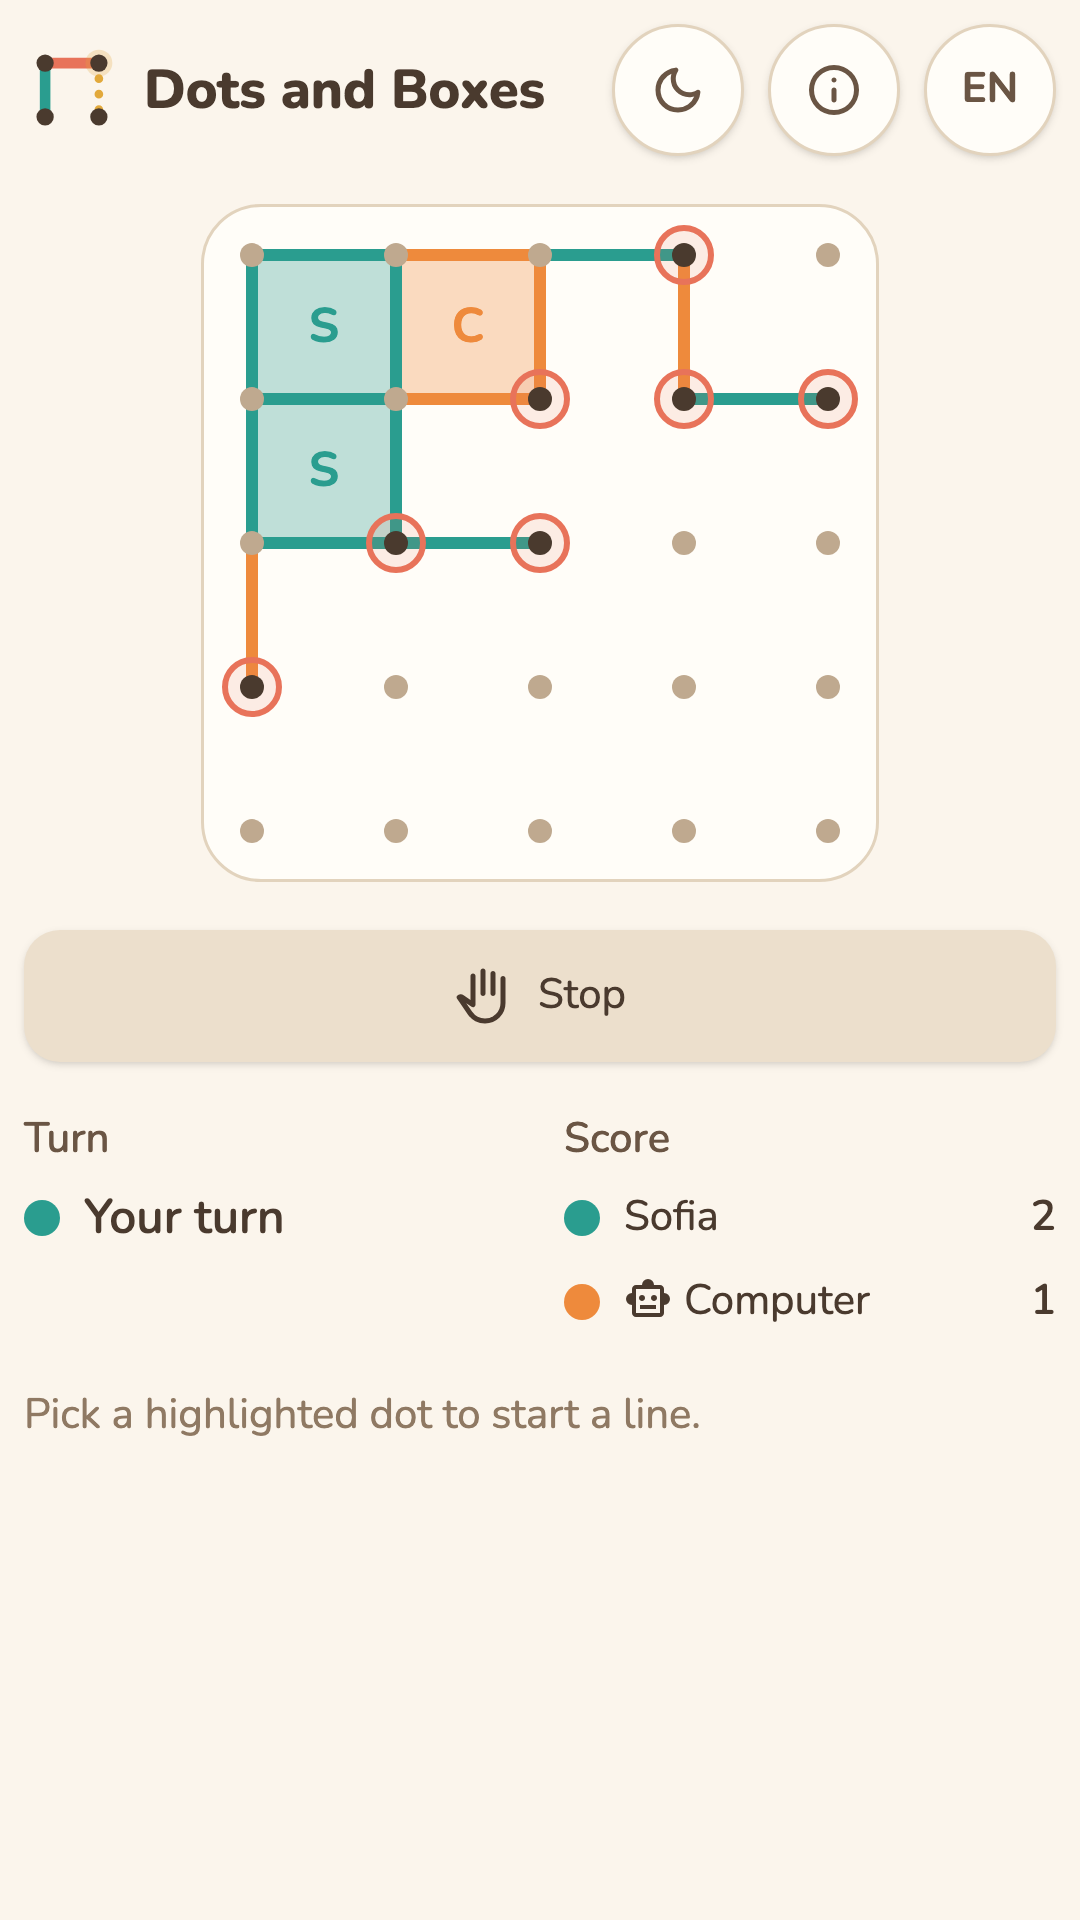 Dots and Boxes
EN
S
C
S
Stop
Turn
Your turn
Score
Sofia 2
Computer 1
Pick a highlighted dot to start a line.